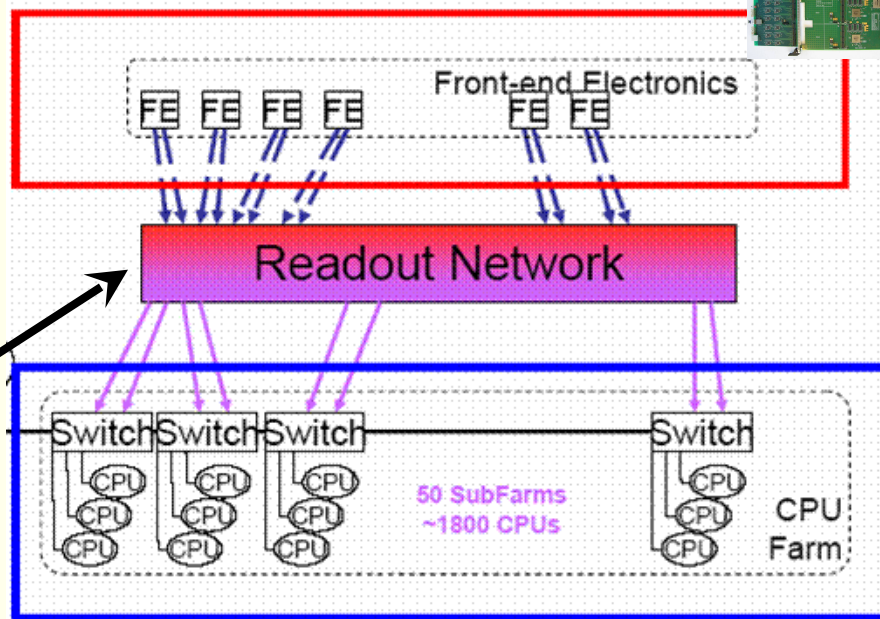 Front-end Electronics
FE FE FE FE FE FE
Readout Network
Switch Switch Switch Switch
CPU CPU CPU CPU
CPU CPU CPU CPU
CPU CPU CPU CPU
50 SubFarms
~1800 CPUs
CPU
Farm